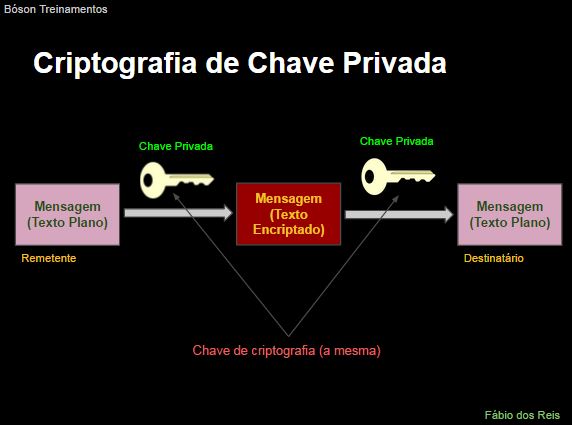 Bóson Treinamentos
Criptografia de Chave Privada
Chave Privada
Chave Privada
Mensagem
(Texto Plano)
Mensagem
(Texto
Encriptado)
Mensagem
(Texto Plano)
Remetente
Destinatário
Chave de criptografia (a mesma)
Fábio dos Reis